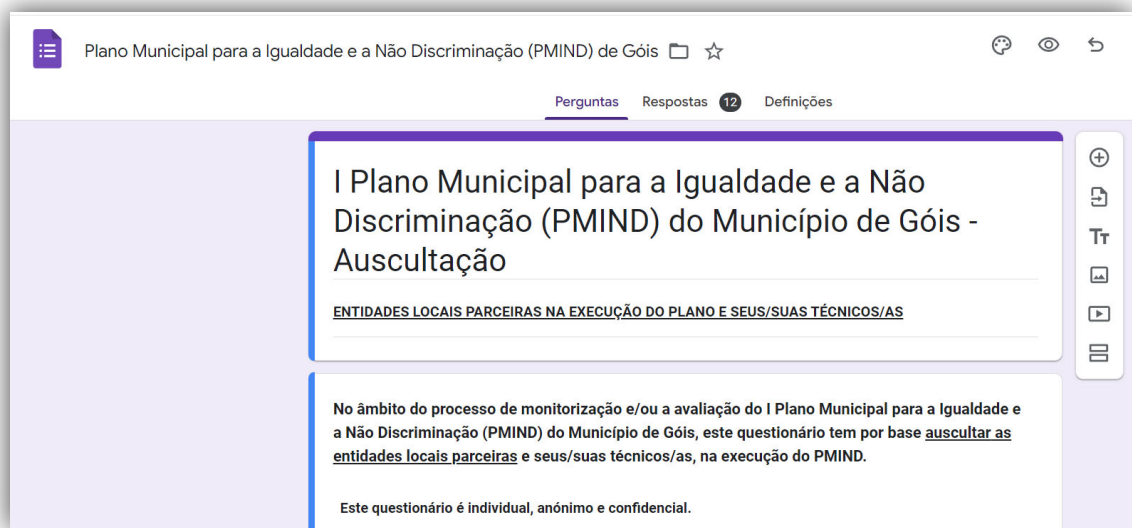 Plano Municipal para a Igualdade e a Não Discriminação (PMIND) de Góis
Perguntas Respostas 12 Definições
I Plano Municipal para a Igualdade e a Não
Discriminação (PMIND) do Município de Góis -
Auscultação
ENTIDADES LOCAIS PARCEIRAS NA EXECUÇÃO DO PLANO E SEUS/SUAS TÉCNICOS/AS
No âmbito do processo de monitorização e/ou a avaliação do I Plano Municipal para a Igualdade e
a Não Discriminação (PMIND) do Município de Góis, este questionário tem por base auscultar as
entidades locais parceiras e seus/suas técnicos/as, na execução do PMIND.
Este questionário é individual, anónimo e confidencial.
Tт